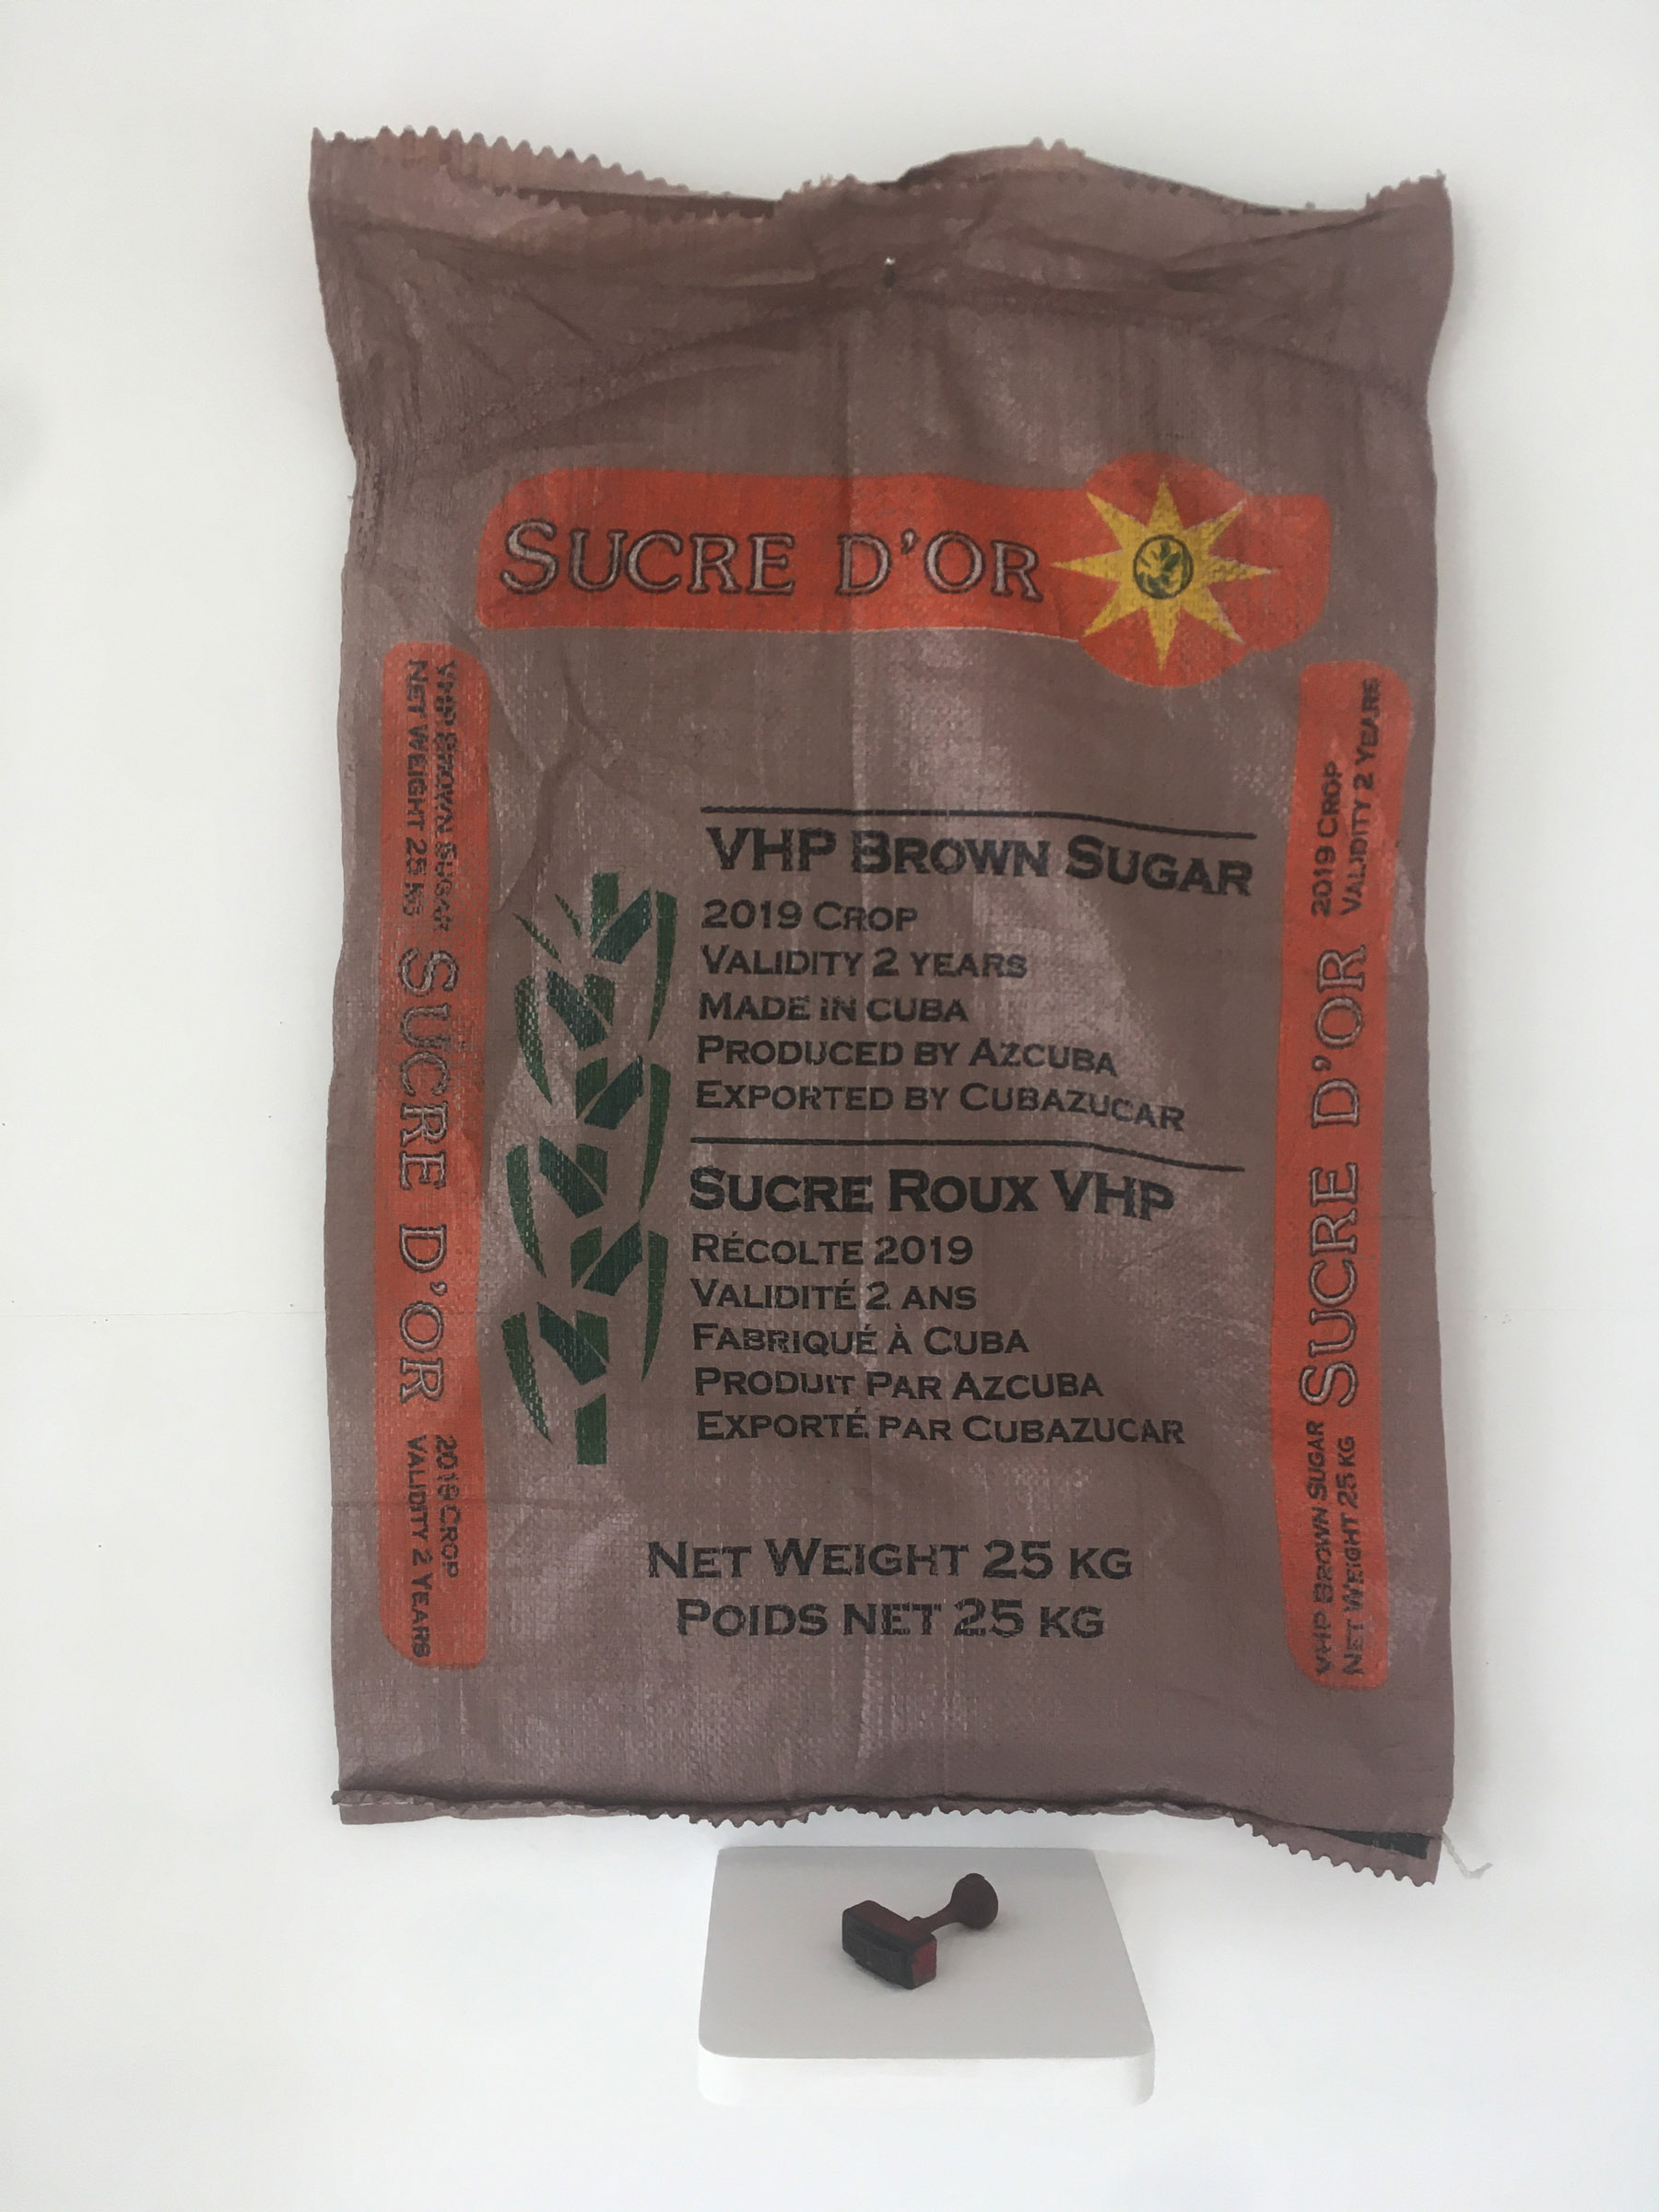 SUCRE D'OR
VHP BROWN SUGAR
NET WEIGHT 25 KG
SUCRE D'OR
2019 CROP
VALIDITY 2 YEARS
VHP BROWN SUGAR
2019 CROP
VALIDITY 2 YEARS
MADE IN CUBA
PRODUCED BY AZCUBA
EXPORTED BY CUBAZUCAR
SUCRE ROUX VHP
RÉCOLTE 2019
VALIDITÉ 2 ANS
FABRIQUÉ À CUBA
PRODUIT PAR AZCUBA
EXPORTÉ PAR CUBAZUCAR
NET WEIGHT 25 KG
POIDS NET 25 KG
VHP BROWN SUGAR
NET WEIGHT 25 KG
SUCRE D'OR
2019 CROP
VALIDITY 2 YEARS